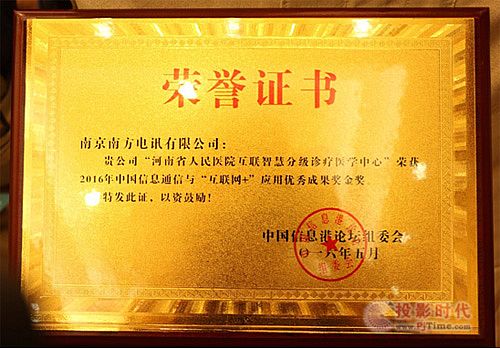 荣誉证书
南京南方电讯有限公司：
贵公司“河南省人民医院互联智慧分级诊疗医学中心”荣获
2016年中国信息通信与“互联网+”应用优秀成果奖金奖。
特发此证，以资鼓励！
中国信息港论坛组委会
二〇一六年五月
投影时代
www.PjTime.com